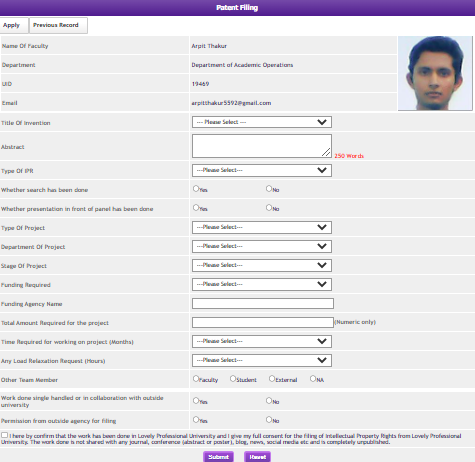 Patent Filing
Apply Previous Record
Name Of Faculty Arpit Thakur
Department Department of Academic Operations
UID 19469
Email arpitthakur5592@gmail.com
Title Of Invention --- Please Select ---
Abstract 250 Words
Type Of IPR ---Please Select---
Whether search has been done Yes No
Whether presentation in front of panel has been done Yes No
Type Of Project ---Please Select---
Department Of Project ---Please Select---
Stage Of Project ---Please Select---
Funding Required ---Please Select---
Funding Agency Name
Total Amount Required for the project (Numeric only)
Time Required for working on project (Months) ---Please Select---
Any Load Relaxation Request (Hours) ---Please Select---
Other Team Member Faculty Student External NA
Work done single handled or in collaboration with outside
university Yes No
Permission from outside agency for filing Yes No
I here by confirm that the work has been done in Lovely Professional University and i give my full consent for the filing of Intellectual Property Rights from Lovely Professional
University. The work done is not shared with any journal, conference (abstract or poster), blog, news, social media etc and is completely unpublished.
Submit Reset